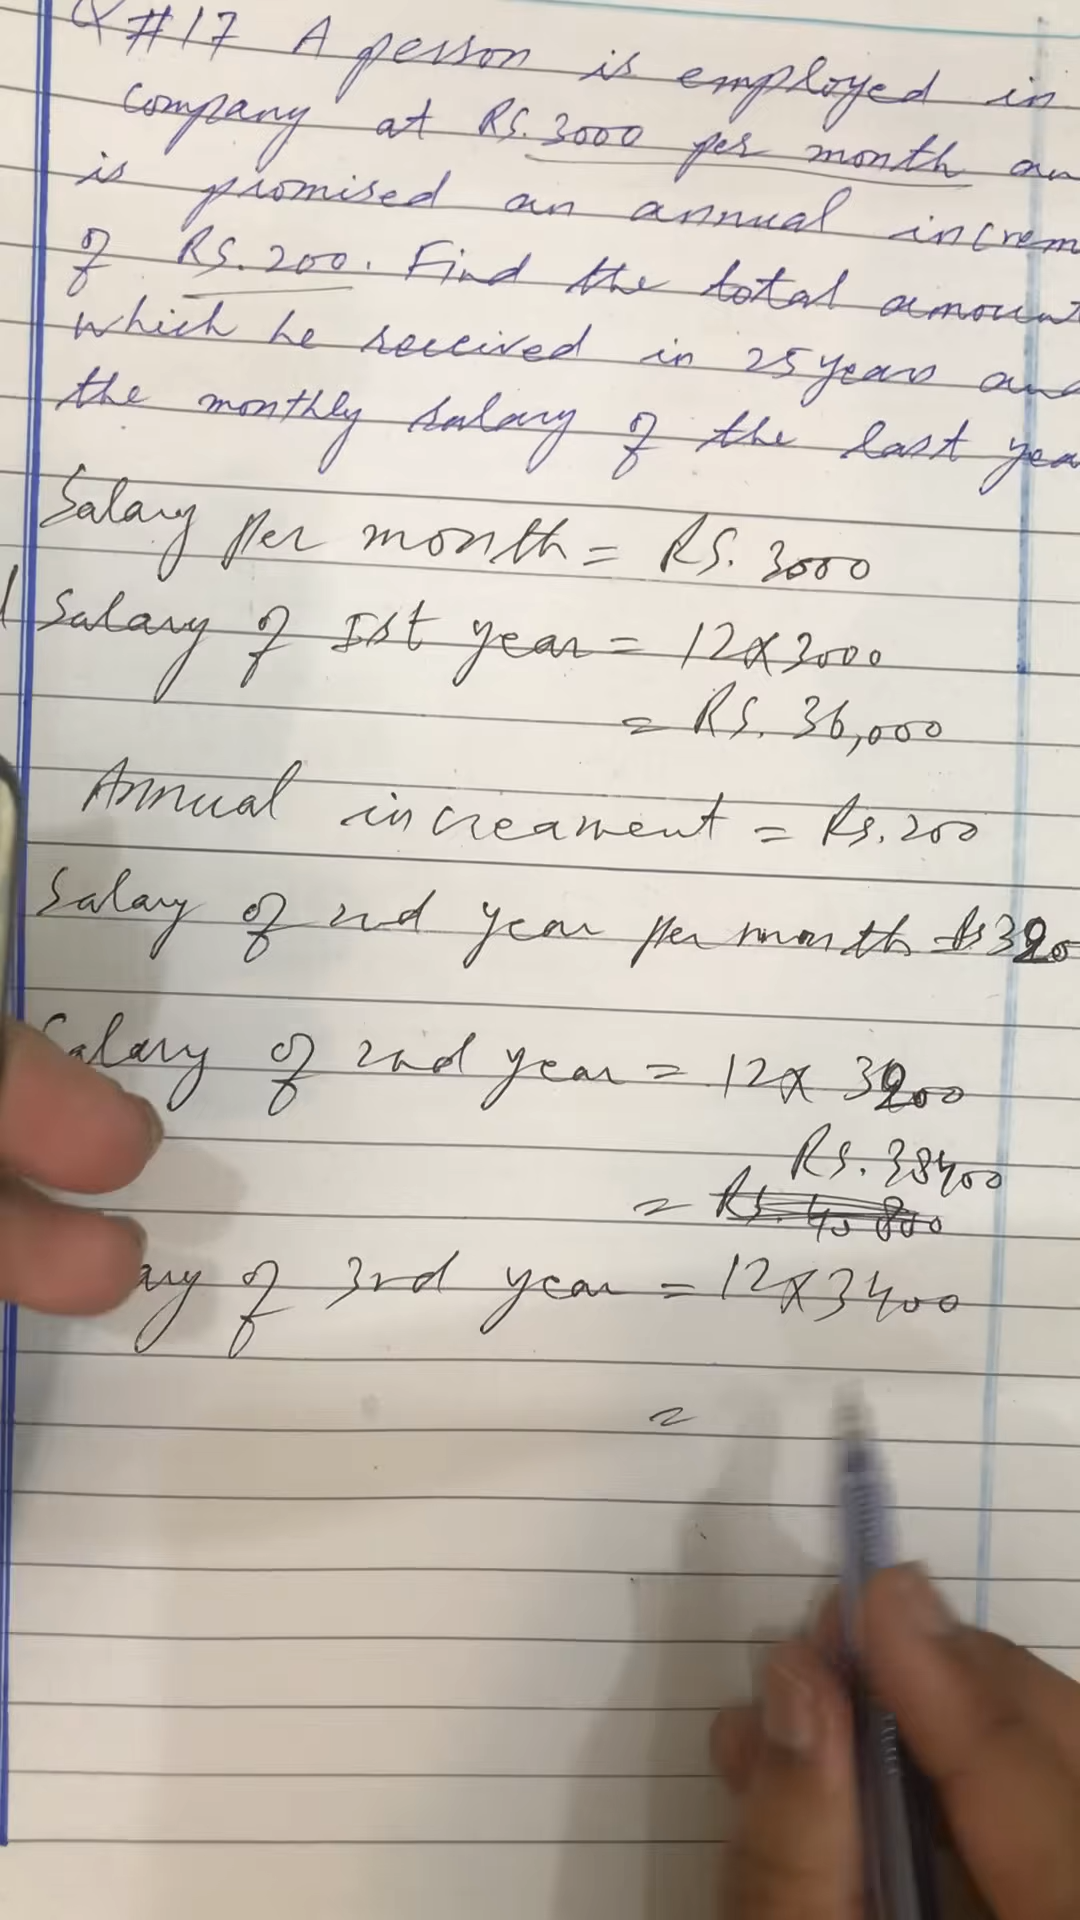 Q #17 A person is employed in
company at RS. 3000 per month an
is promised an annual increm
of RS. 200. Find the total amount
which he received in 25 years and
the monthly salary of the last yea
Salary per month = RS. 3000
Salary of Ist year = 12 x 3000
= RS. 36,000
Annual increament = Rs. 200
Salary of 2nd year per month = Rs 320
Salary of 2nd year = 12 x 3200
Rs. 38400
= Rs. 40800
ary of 3rd year = 12 x 3400
=